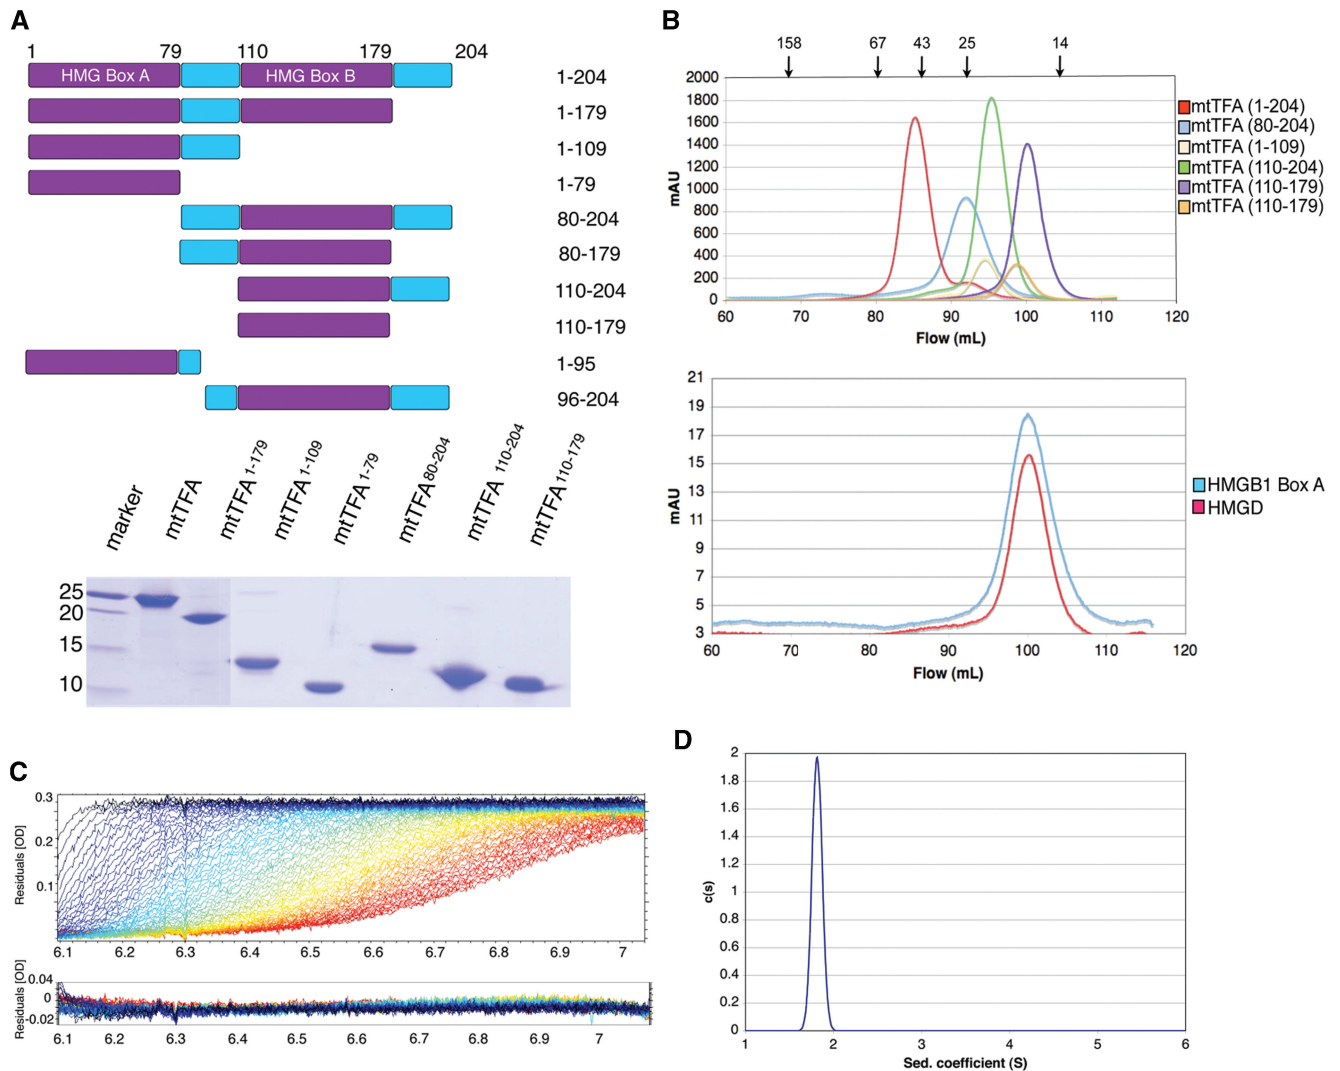 A
1 79 110 179 204
HMG Box A HMG Box B 1-204
1-179
1-109
1-79
80-204
80-179
110-204
110-179
1-95
96-204
marker
mtTFA
mtTFA1-179
mtTFA1-109
mtTFA1-79
mtTFA80-204
mtTFA 110-204
mtTFA110-179
25
20
15
10
B
158 67 43 25 14
2000
1800
1600
1400
1200
1000
800
600
400
200
0
mAU
60 70 80 90 100 110 120
Flow (mL)
mtTFA (1-204)
mtTFA (80-204)
mtTFA (1-109)
mtTFA (110-204)
mtTFA (110-179)
mtTFA (110-179)
21
19
17
15
13
11
9
7
5
3
mAU
60 70 80 90 100 110 120
Flow (mL)
HMGB1 Box A
HMGD
C
Residuals [OD]
0.3
0.2
0.1
6.1 6.2 6.3 6.4 6.5 6.6 6.7 6.8 6.9 7
Residuals [OD]
0.04
0
-0.02
6.1 6.2 6.3 6.4 6.5 6.6 6.7 6.8 6.9 7
D
2
1.8
1.6
1.4
1.2
1
0.8
0.6
0.4
0.2
0
c(s)
1 2 3 4 5 6
Sed. coefficient (S)